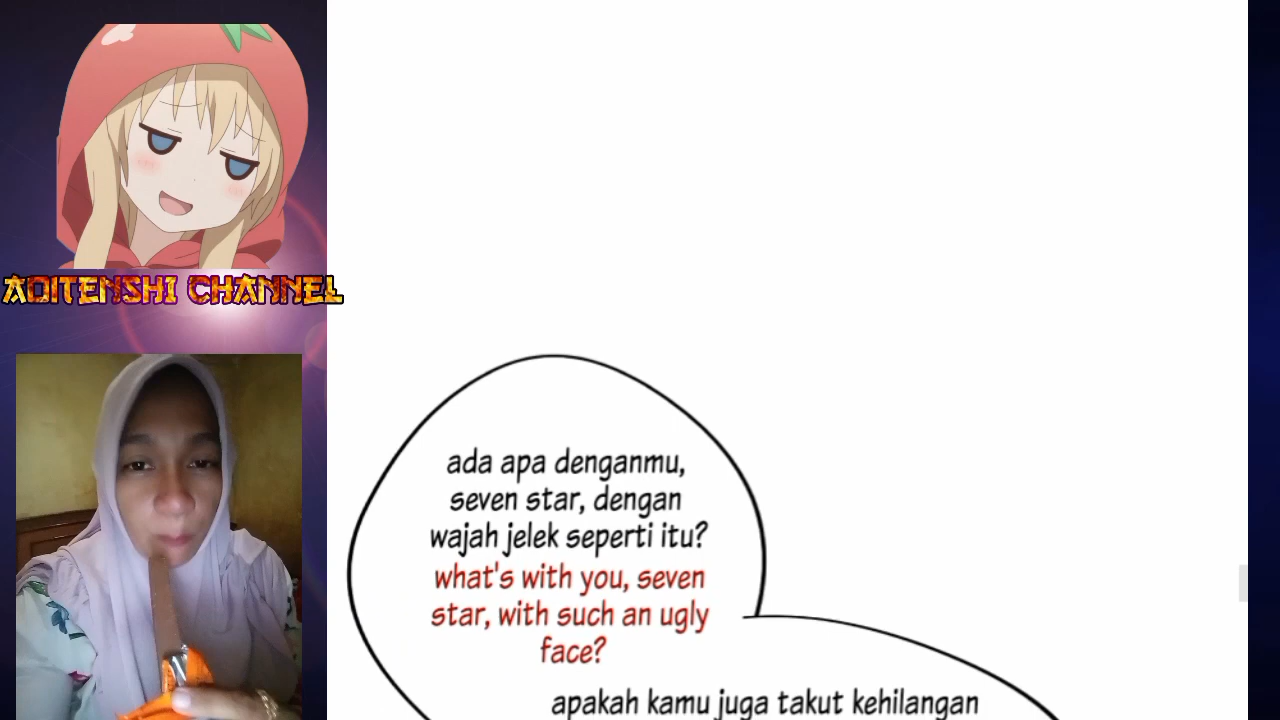 AOITENSHI CHANNEL
ada apa denganmu,
seven star, dengan
wajah jelek seperti itu?
what's with you, seven
star, with such an ugly
face?
apakah kamu juga takut kehilangan